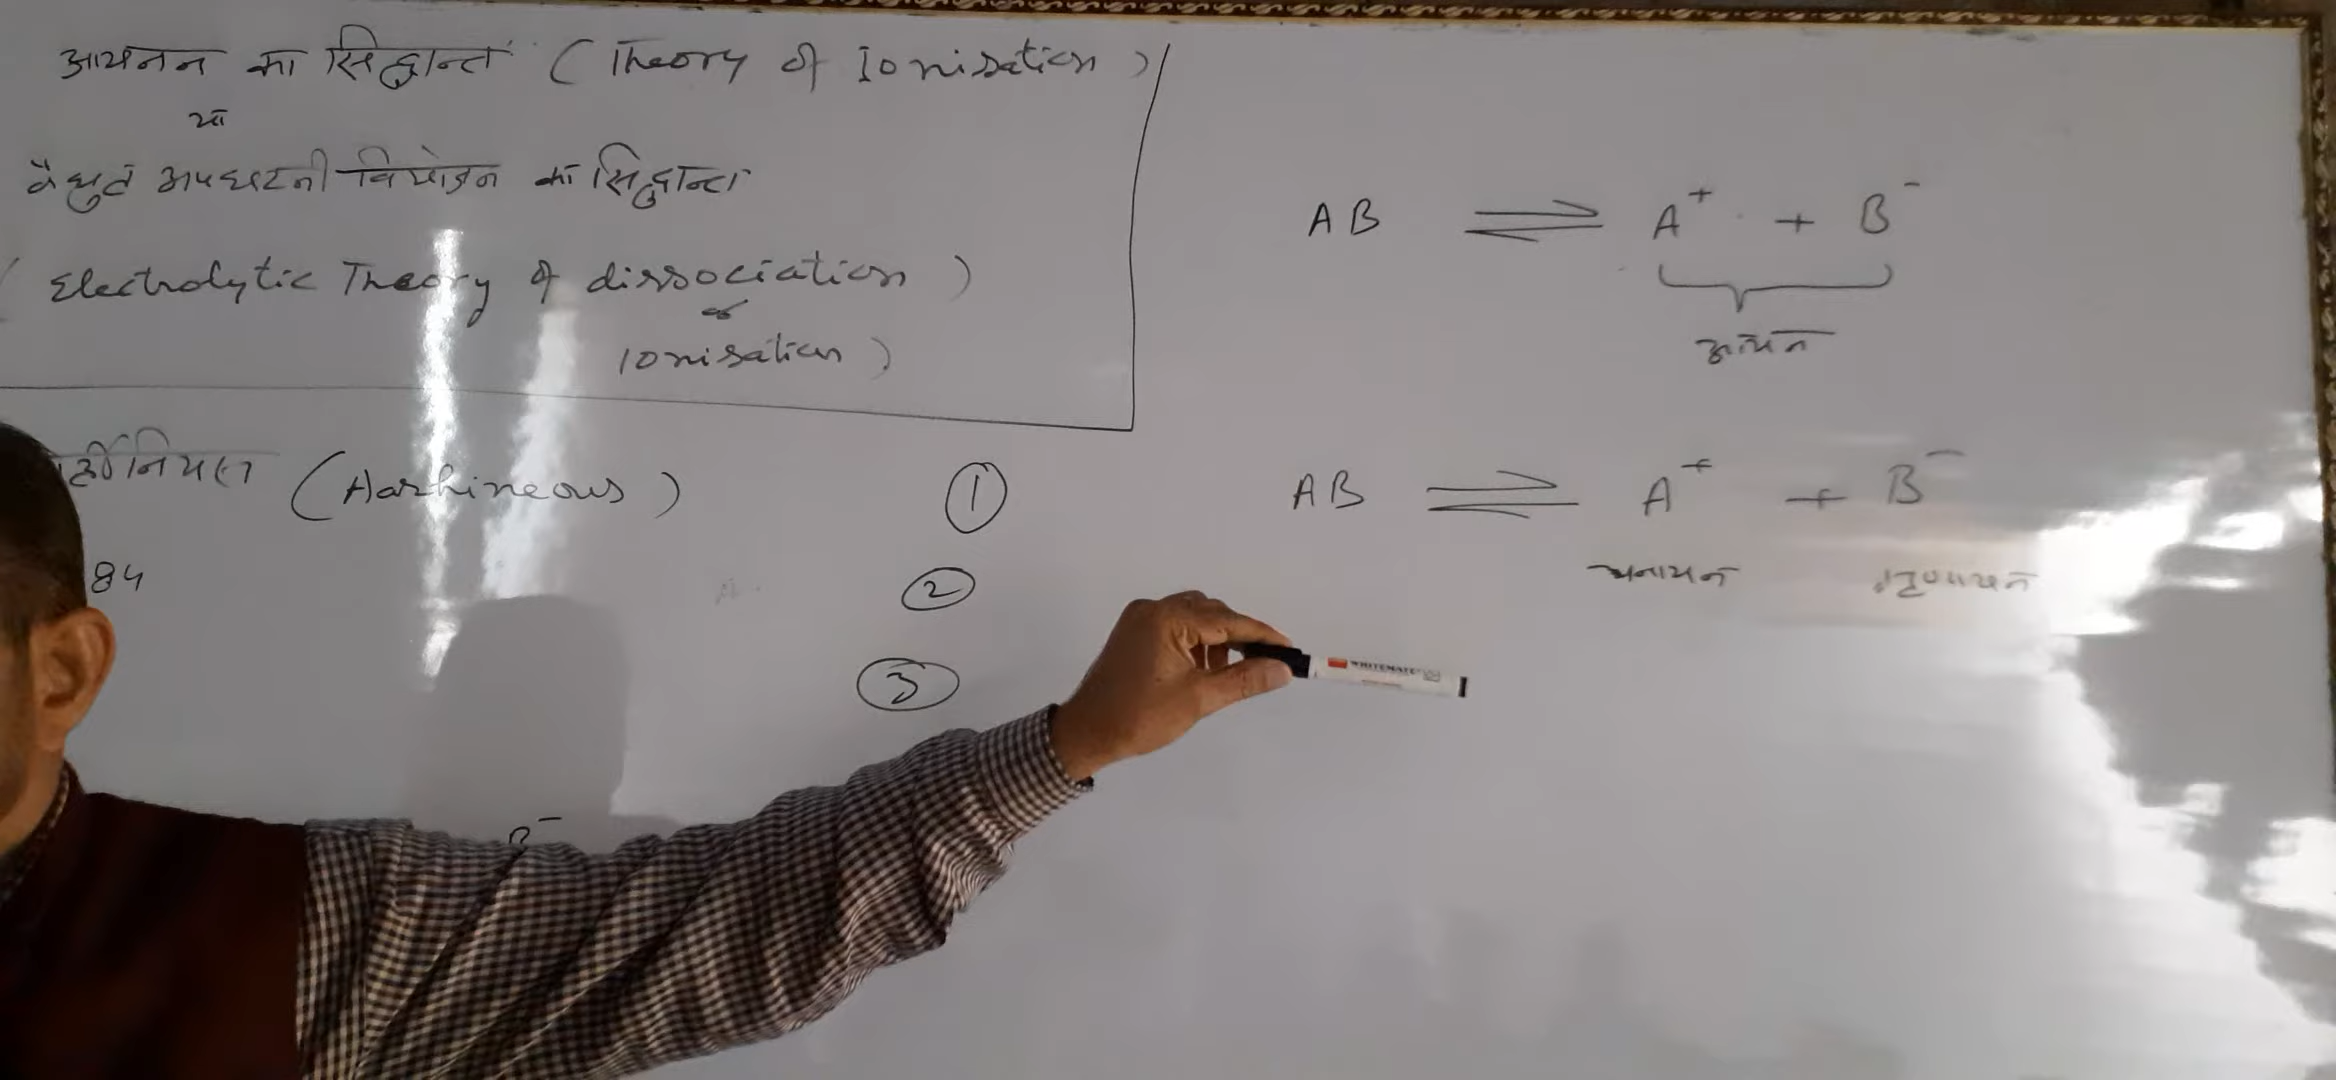 आयनन का सिद्धान्त (Theory of Ionisation)
या
वैद्युत अपघटनी वियोजन का सिद्धान्त
(Electrolytic Theory of dissociation)
or
Ionisation)
(Harhineous)
84
B⁻
①
②
③
AB ⇌ A⁺ + B⁻
आयन
AB ⇌ A⁺ + B⁻
धनायन ऋणायन
WHITEMATE